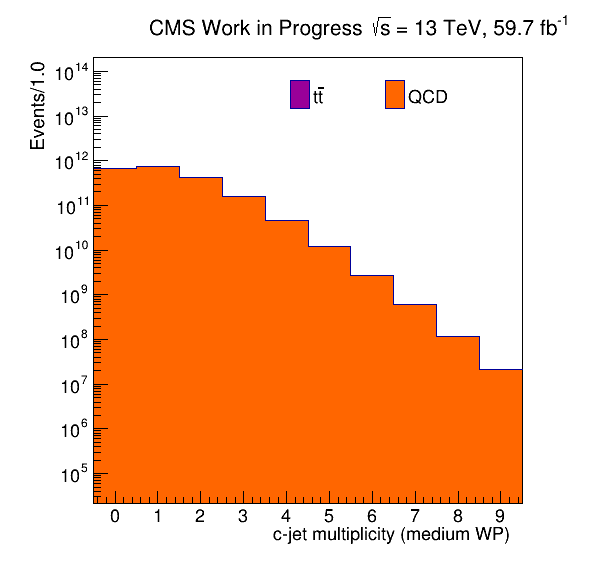 CMS Work in Progress √s = 13 TeV, 59.7 fb⁻¹
Events/1.0
tt̄ QCD
10¹⁴
10¹³
10¹²
10¹¹
10¹⁰
10⁹
10⁸
10⁷
10⁶
10⁵
0 1 2 3 4 5 6 7 8 9
c-jet multiplicity (medium WP)